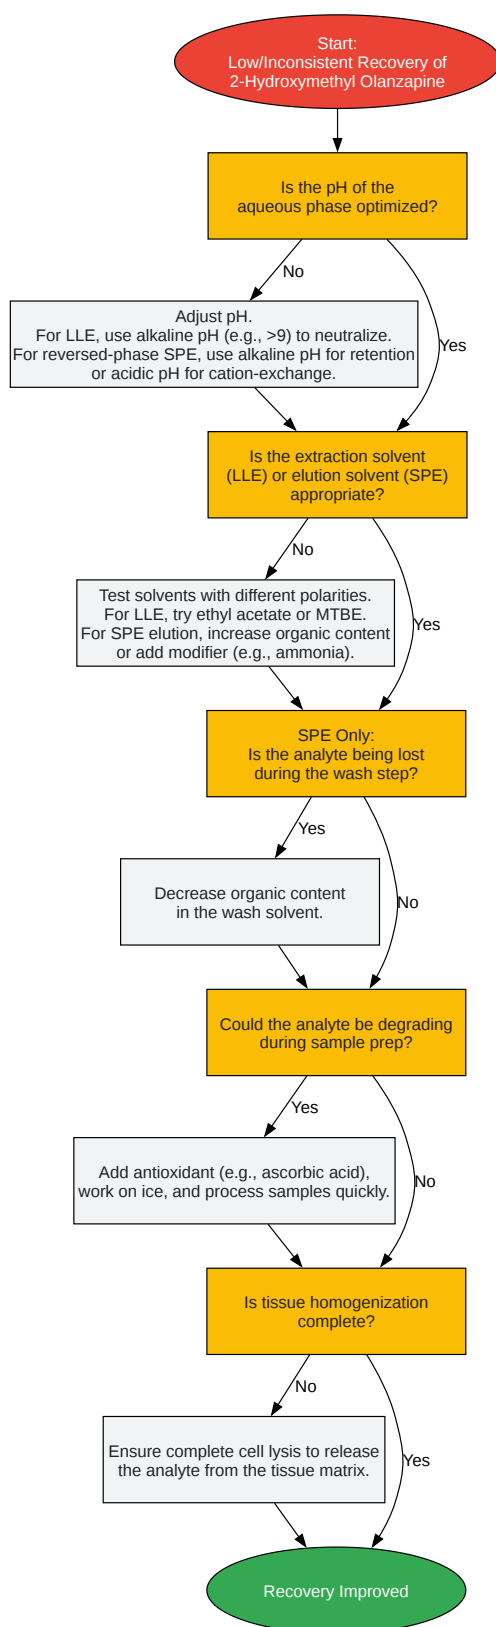 Start:
Low/Inconsistent Recovery of
2-Hydroxymethyl Olanzapine
Is the pH of the
aqueous phase optimized?
No
Yes
Adjust pH.
For LLE, use alkaline pH (e.g., >9) to neutralize.
For reversed-phase SPE, use alkaline pH for retention
or acidic pH for cation-exchange.
Is the extraction solvent
(LLE) or elution solvent (SPE)
appropriate?
No
Yes
Test solvents with different polarities.
For LLE, try ethyl acetate or MTBE.
For SPE elution, increase organic content
or add modifier (e.g., ammonia).
SPE Only:
Is the analyte being lost
during the wash step?
Yes
No
Decrease organic content
in the wash solvent.
Could the analyte be degrading
during sample prep?
Yes
No
Add antioxidant (e.g., ascorbic acid),
work on ice, and process samples quickly.
Is tissue homogenization
complete?
No
Yes
Ensure complete cell lysis to release
the analyte from the tissue matrix.
Recovery Improved